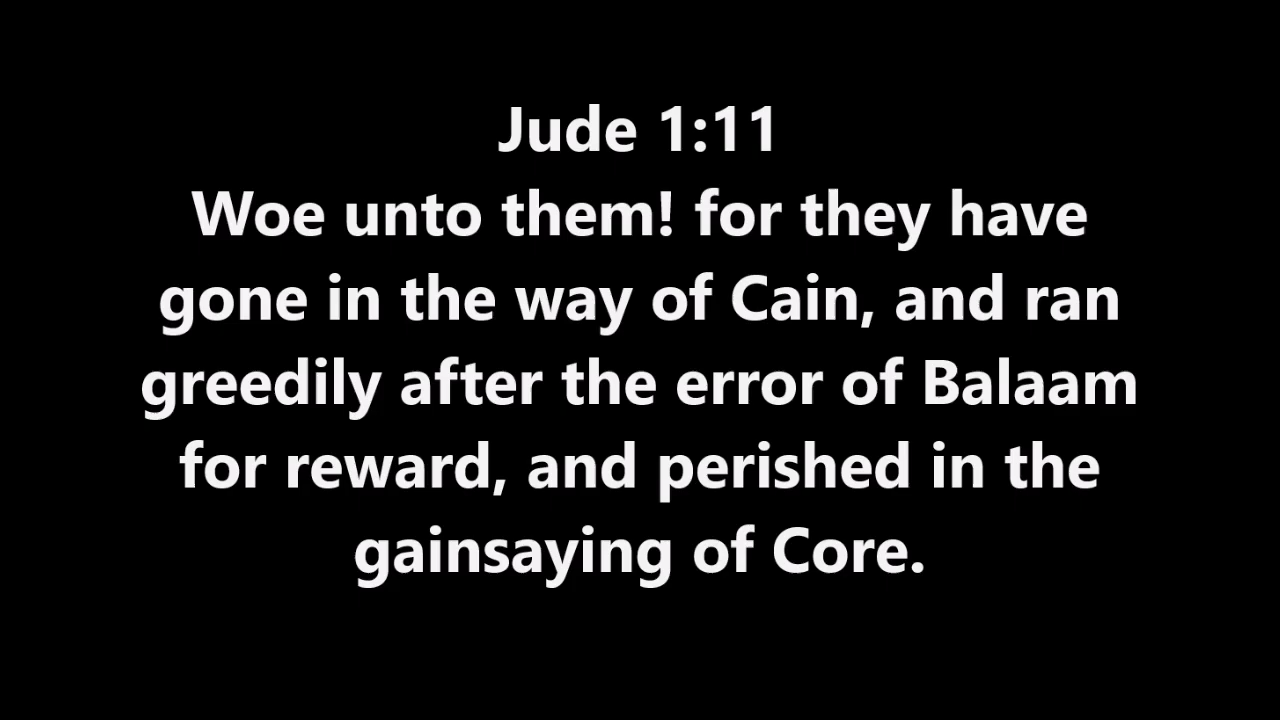 Jude 1:11
Woe unto them! for they have
gone in the way of Cain, and ran
greedily after the error of Balaam
for reward, and perished in the
gainsaying of Core.